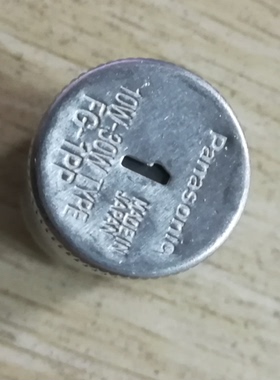 Panasonic
10W-30W TYPE
FG-1PP
MADE IN
JAPAN